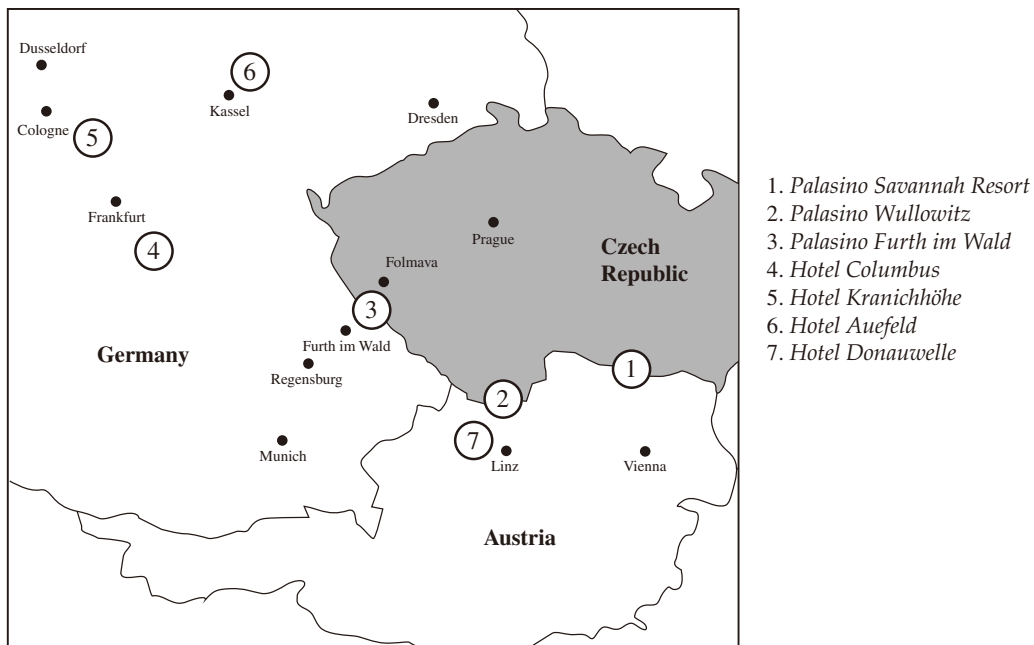 Dusseldorf
6
Kassel
Dresden
Cologne
5
Frankfurt
4
Prague
Czech
Republic
Folmava
3
Furth im Wald
Germany
Regensburg
1
2
7
Munich
Linz
Vienna
Austria
1. Palasino Savannah Resort
2. Palasino Wullowitz
3. Palasino Furth im Wald
4. Hotel Columbus
5. Hotel Kranichhöhe
6. Hotel Auefeld
7. Hotel Donauwelle